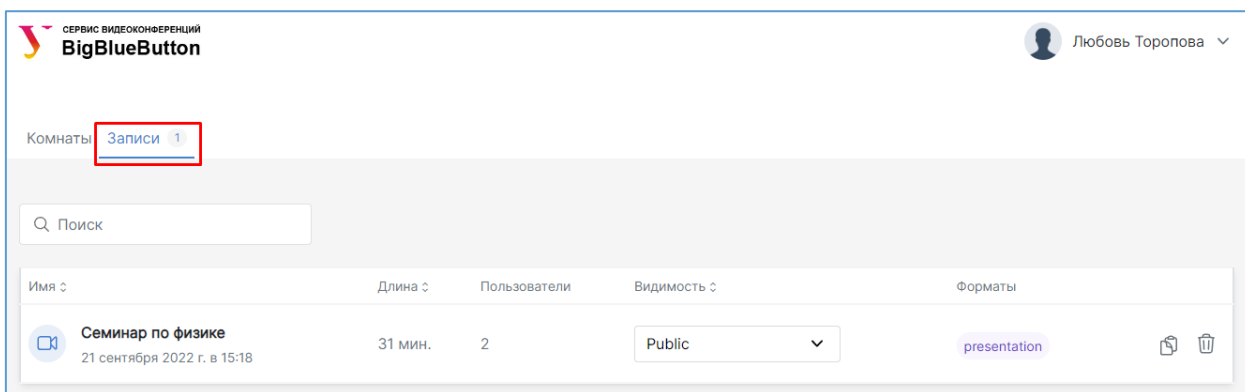 СЕРВИС ВИДЕОКОНФЕРЕНЦИЙ
BigBlueButton
Любовь Торопова
Комнаты Записи 1
Поиск
Имя Длина Пользователи Видимость Форматы
Семинар по физике
21 сентября 2022 г. в 15:18
31 мин. 2 Public presentation